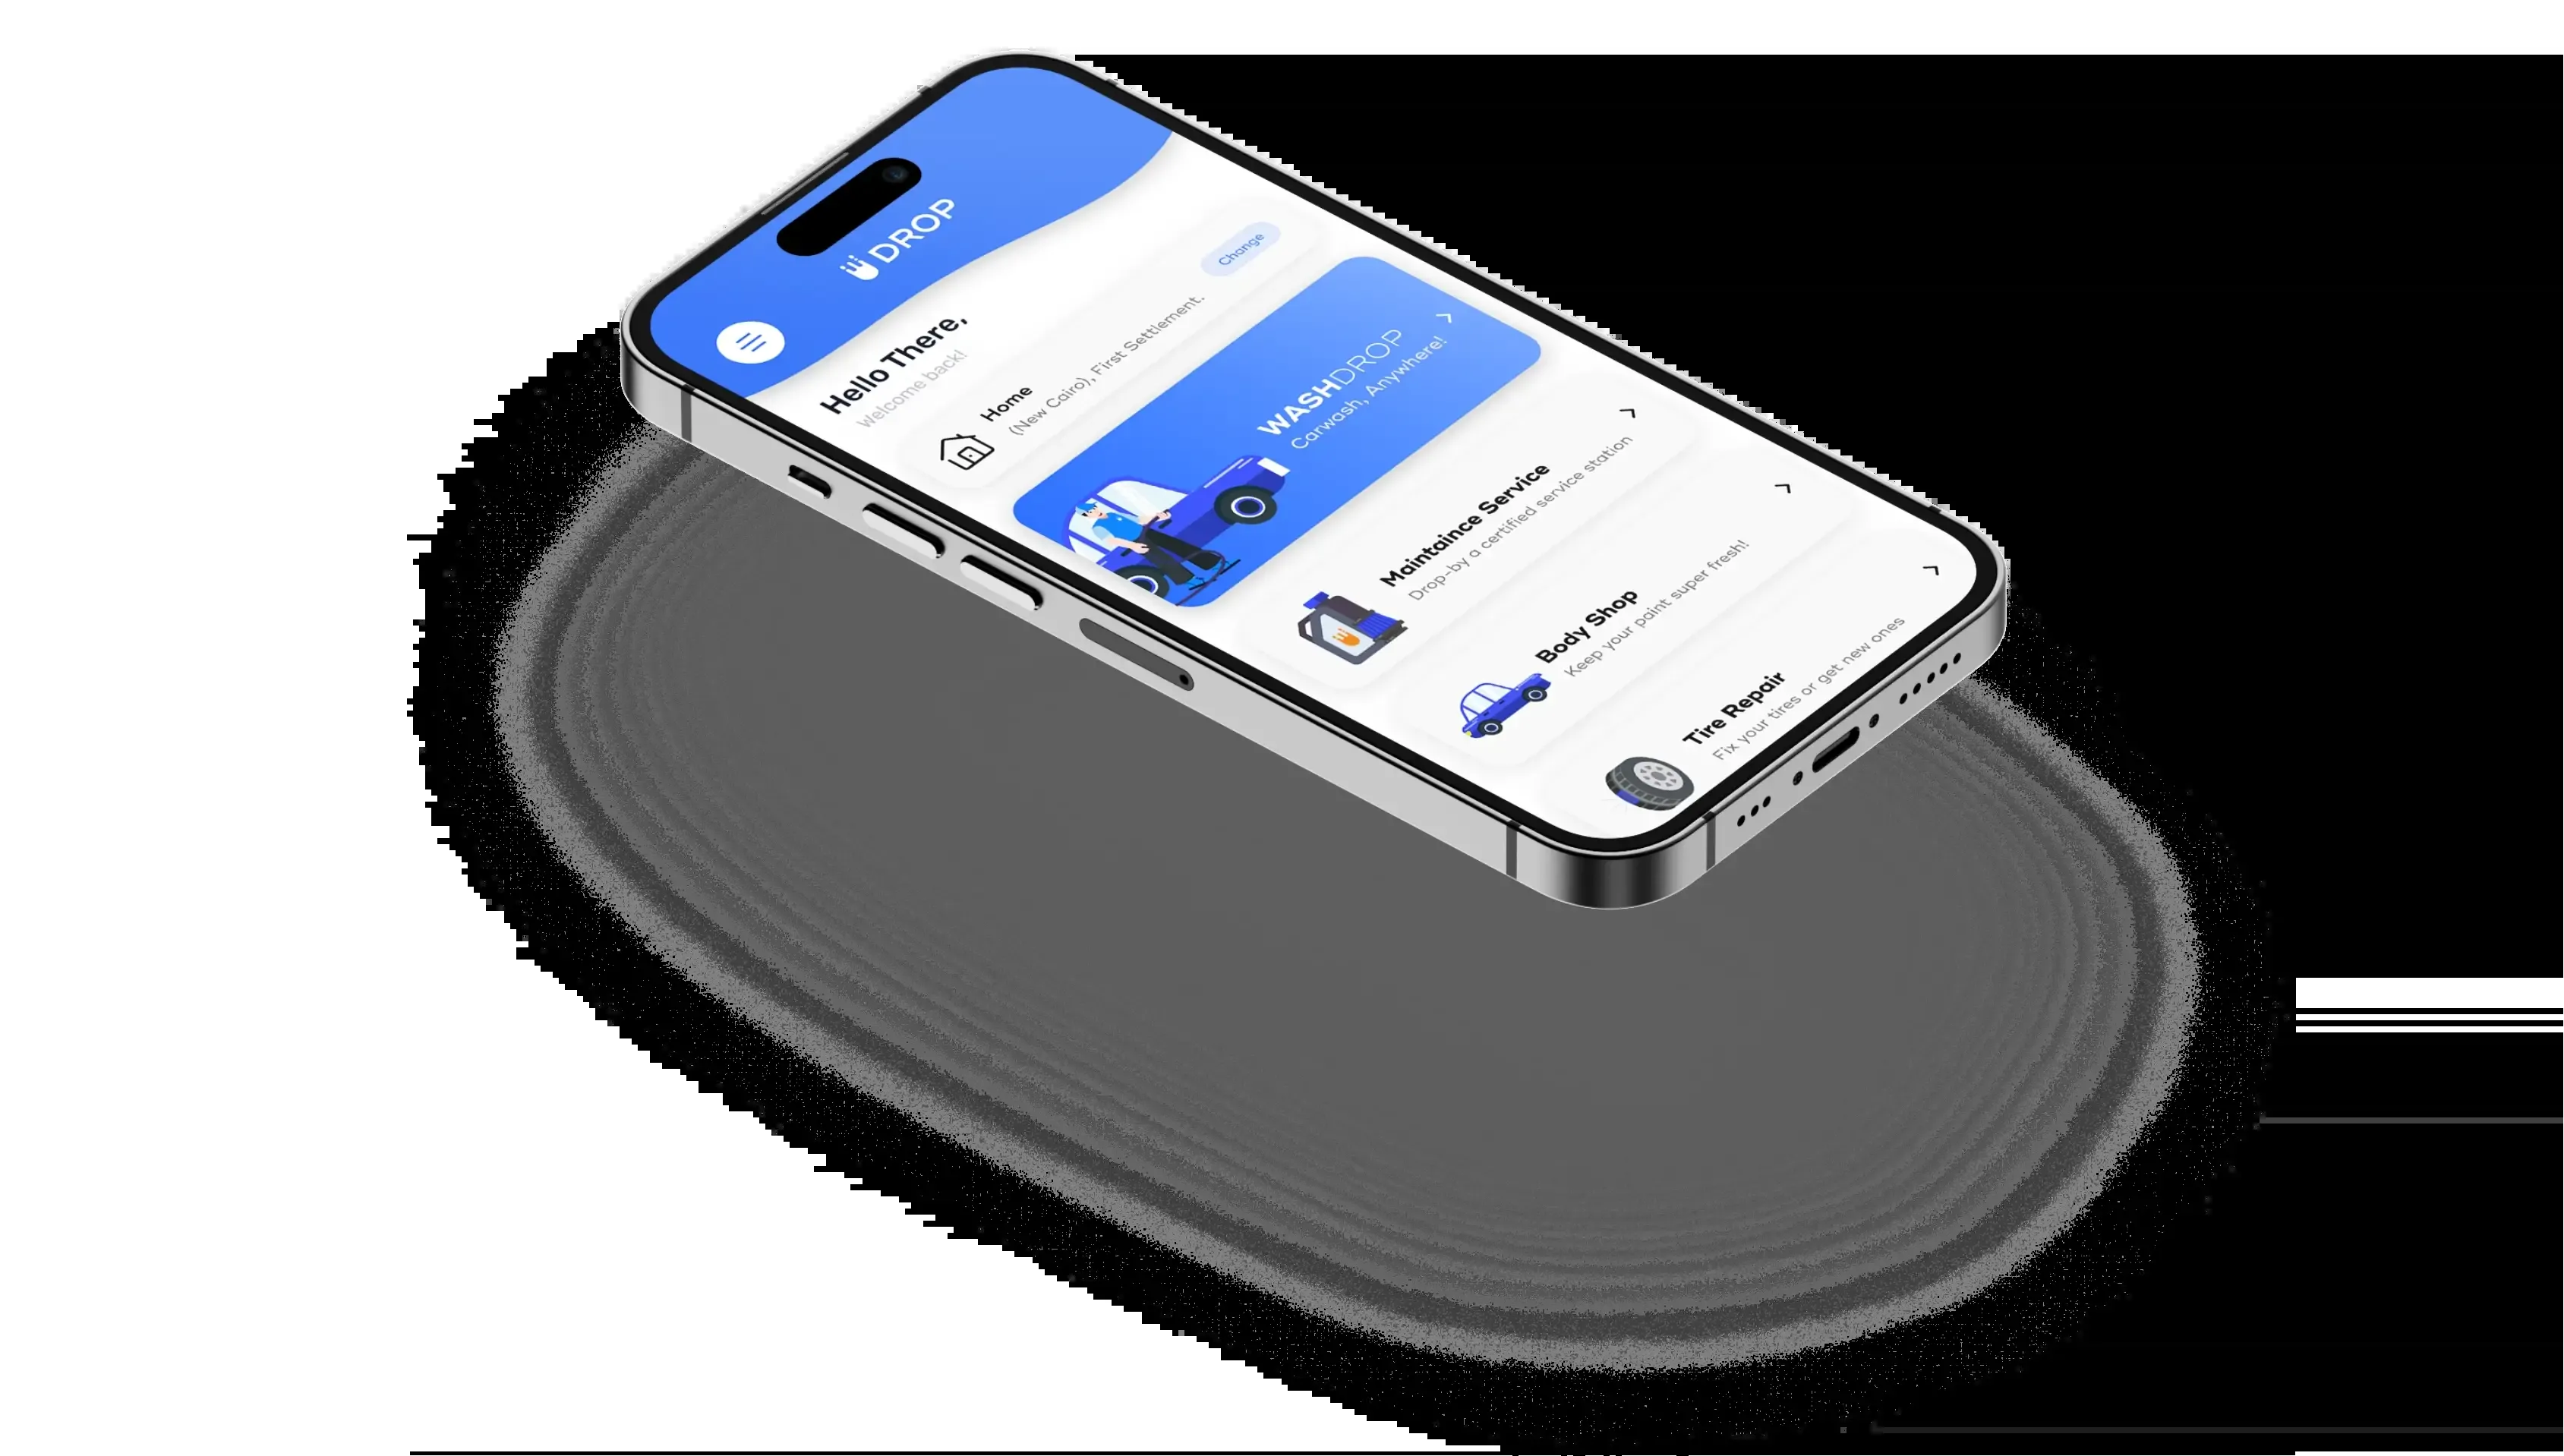 DROP
Hello There,
Welcome back!
Home
(New Cairo), First Settlement.
Change
WASHDROP
Carwash, Anywhere!
Maintaince Service
Drop-by a certified service station
Body Shop
Keep your paint super fresh!
Tire Repair
Fix your tires or get new ones